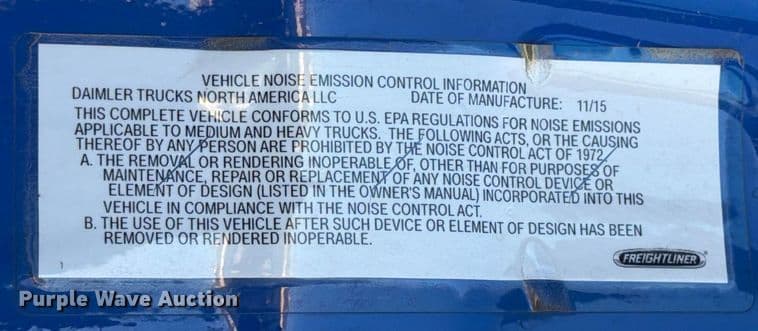 VEHICLE NOISE EMISSION CONTROL INFORMATION
DAIMLER TRUCKS NORTH AMERICA LLC DATE OF MANUFACTURE: 11/15
THIS COMPLETE VEHICLE CONFORMS TO U.S. EPA REGULATIONS FOR NOISE EMISSIONS
APPLICABLE TO MEDIUM AND HEAVY TRUCKS. THE FOLLOWING ACTS, OR THE CAUSING
THEREOF BY ANY PERSON ARE PROHIBITED BY THE NOISE CONTROL ACT OF 1972.
A. THE REMOVAL OR RENDERING INOPERABLE OF, OTHER THAN FOR PURPOSES OF
MAINTENANCE, REPAIR OR REPLACEMENT OF ANY NOISE CONTROL DEVICE OR
ELEMENT OF DESIGN (LISTED IN THE OWNER'S MANUAL) INCORPORATED INTO THIS
VEHICLE IN COMPLIANCE WITH THE NOISE CONTROL ACT.
B. THE USE OF THIS VEHICLE AFTER SUCH DEVICE OR ELEMENT OF DESIGN HAS BEEN
REMOVED OR RENDERED INOPERABLE.
FREIGHTLINER
Purple Wave Auction